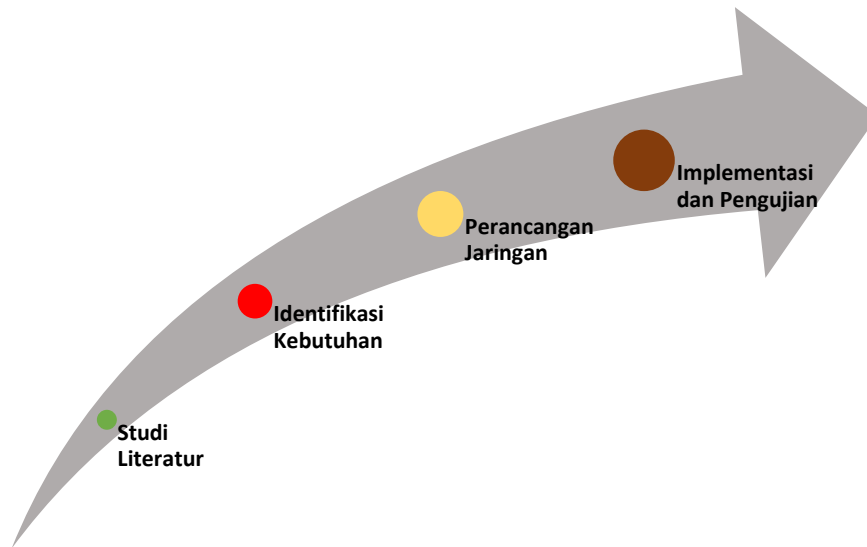 Studi
Literatur
Identifikasi
Kebutuhan
Perancangan
Jaringan
Implementasi
dan Pengujian